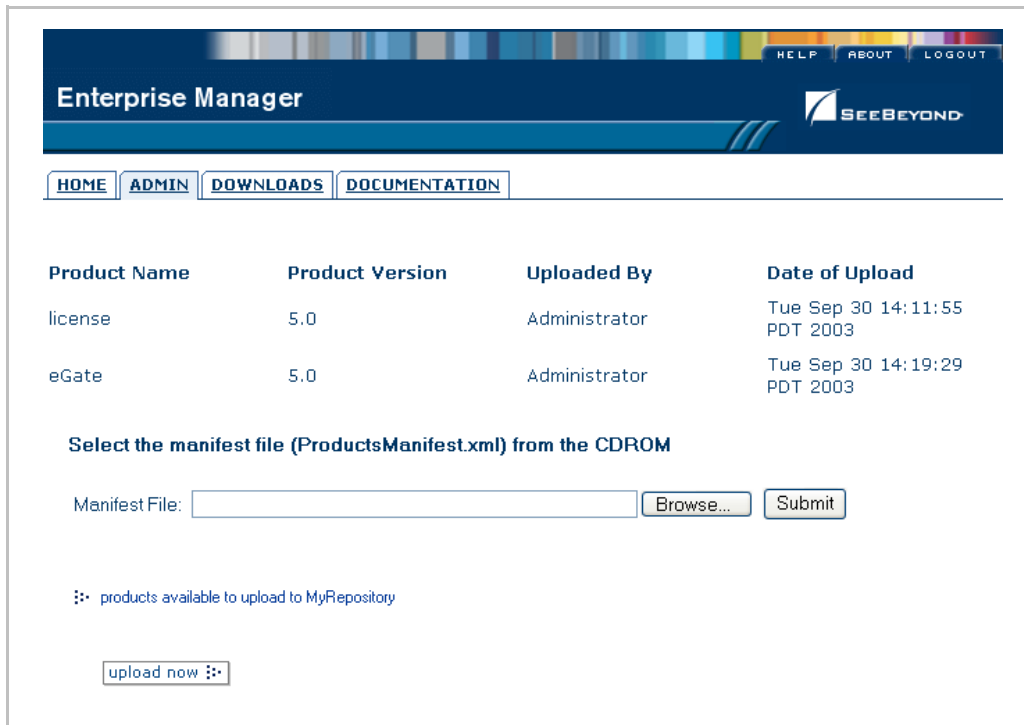 HELP ABOUT LOGOUT
Enterprise Manager
SEEBEYOND
HOME ADMIN DOWNLOADS DOCUMENTATION
Product Name Product Version Uploaded By Date of Upload
license 5.0 Administrator Tue Sep 30 14:11:55
PDT 2003
eGate 5.0 Administrator Tue Sep 30 14:19:29
PDT 2003
Select the manifest file (ProductsManifest.xml) from the CDROM
Manifest File: Browse... Submit
products available to upload to MyRepository
upload now